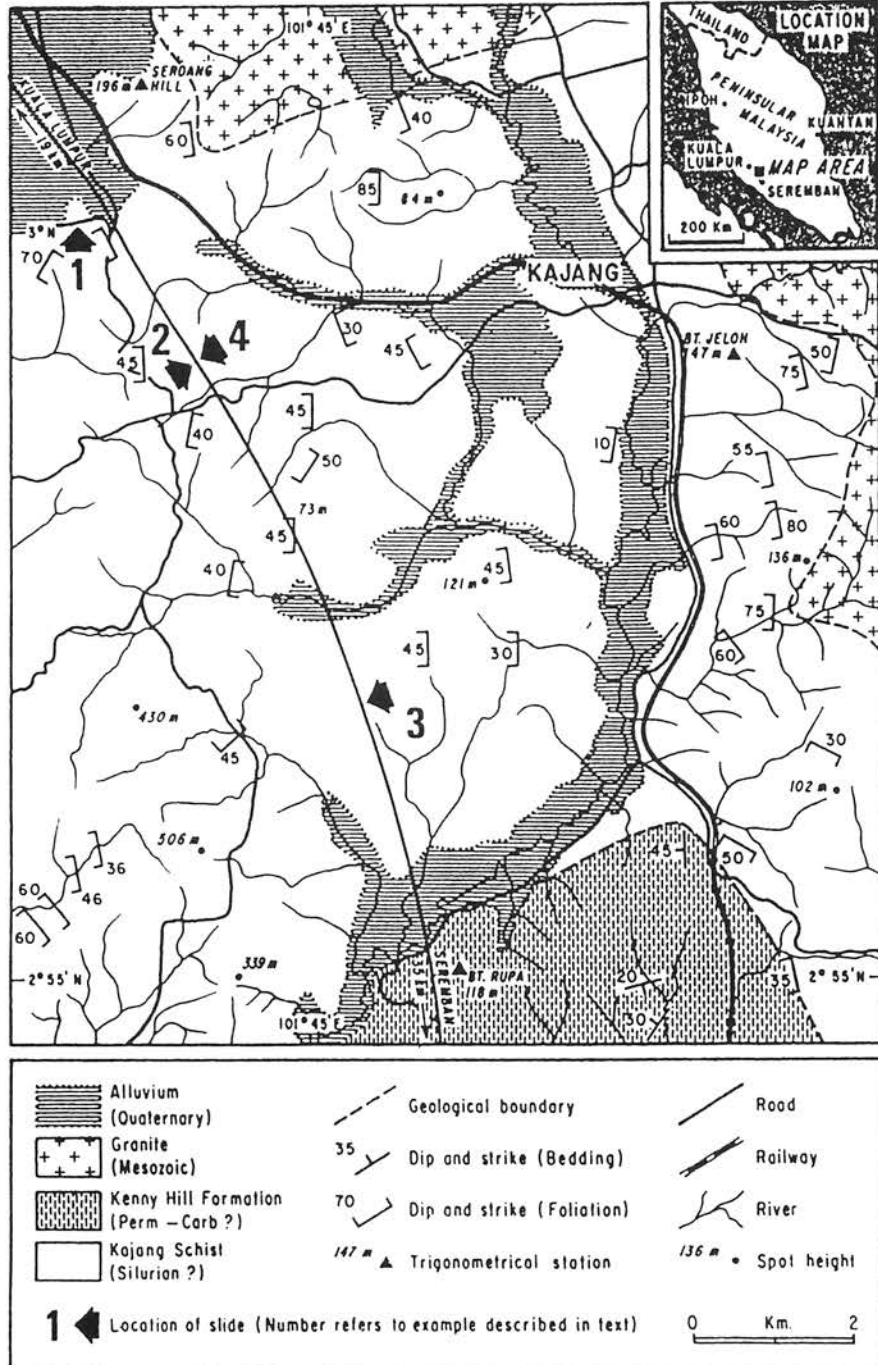 101° 45' E
SERDANG
HILL
196 m
KUALA LUMPUR
19 km
60
40
85
84 m
3° N
70
1
KAJANG
2
4
30
45
45
BT. JELOH
147 m
50
75
40
45
50
10
55
73 m
45
60
80
136 m
40
121 m
45
75
60
45
30
3
430 m
45
30
102 m
506 m
36
46
60
60
45
50
2° 55' N
339 m
SEREMBAN
BT. RUPA
118 m
20
30
35
2° 55' N
101° 45' E
LOCATION
MAP
THAILAND
PENINSULAR
MALAYSIA
IPOH
KUANTAN
KUALA
LUMPUR
MAP AREA
SEREMBAN
200 Km
Alluvium
(Quaternary)
Granite
(Mesozoic)
Kenny Hill Formation
(Perm – Carb ?)
Kajang Schist
(Silurian ?)
Geological boundary
35 Dip and strike (Bedding)
70 Dip and strike (Foliation)
147 m Trigonometrical station
Road
Railway
River
136 m Spot height
1 Location of slide (Number refers to example described in text)
0 Km. 2